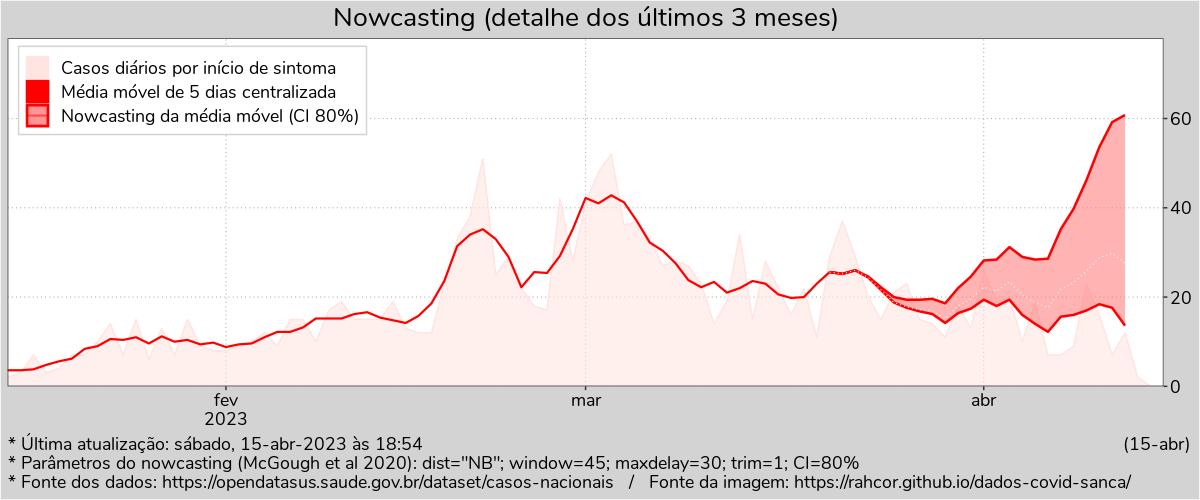 Nowcasting (detalhe dos últimos 3 meses)
Casos diários por início de sintoma
Média móvel de 5 dias centralizada
Nowcasting da média móvel (CI 80%)
60
40
20
0
fev mar abr
2023
* Última atualização: sábado, 15-abr-2023 às 18:54 (15-abr)
* Parâmetros do nowcasting (McGough et al 2020): dist="NB"; window=45; maxdelay=30; trim=1; CI=80%
* Fonte dos dados: https://opendatasus.saude.gov.br/dataset/casos-nacionais / Fonte da imagem: https://rahcor.github.io/dados-covid-sanca/